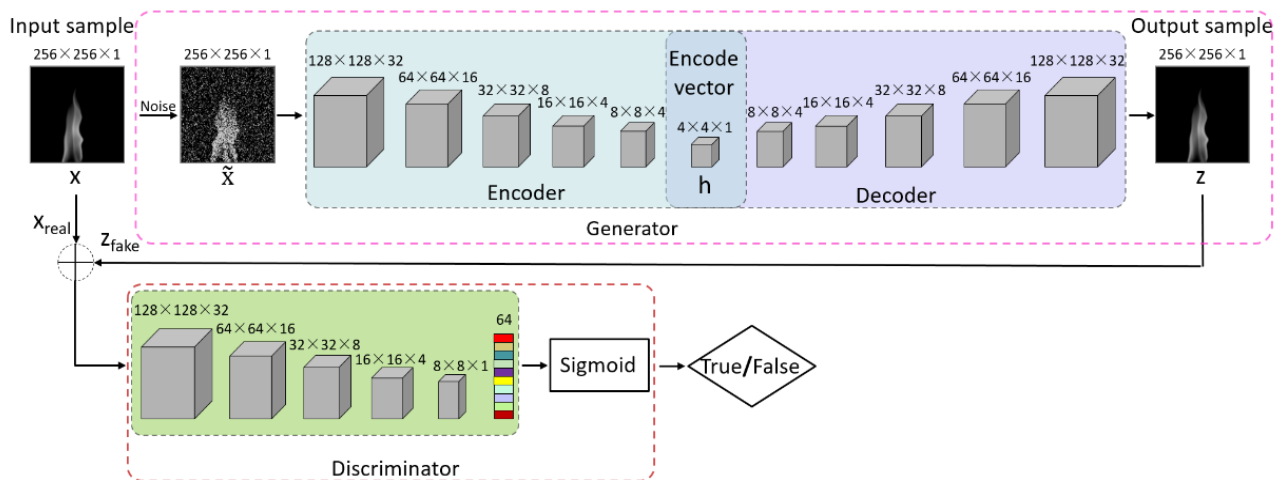 Input sample
256×256×1
x
Noise
256×256×1
x̃
128×128×32
64×64×16
32×32×8
16×16×4
8×8×4
Encoder
Encode
vector
4×4×1
h
8×8×4
16×16×4
32×32×8
64×64×16
128×128×32
Decoder
Output sample
256×256×1
z
Generator
x_real
z_fake
128×128×32
64×64×16
32×32×8
16×16×4
8×8×1
64
Sigmoid
True/False
Discriminator